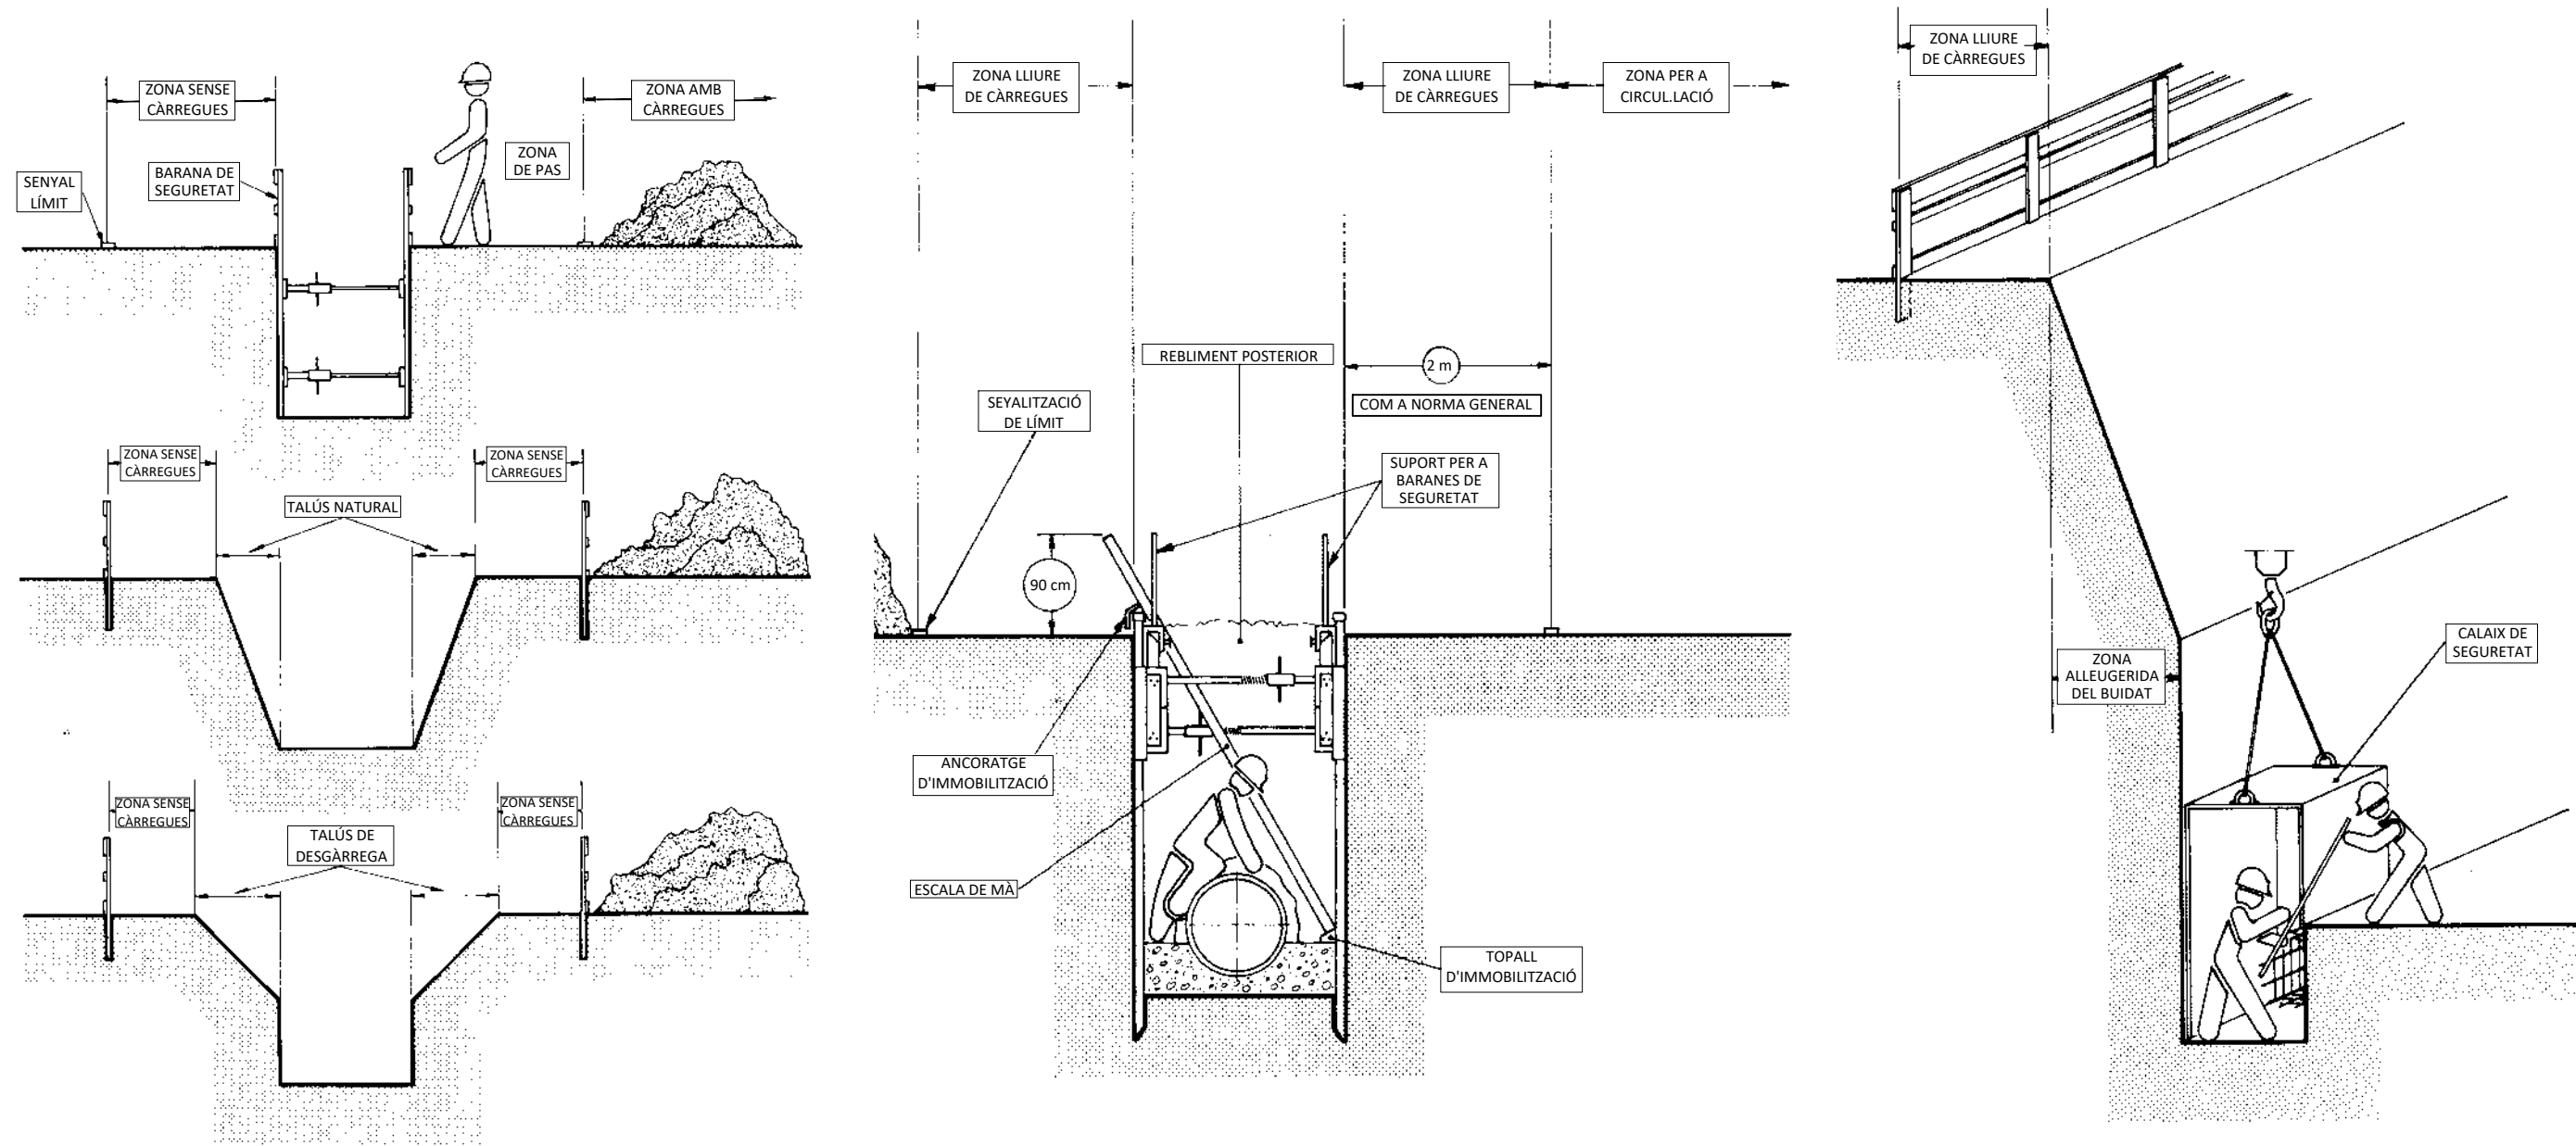 ZONA SENSE
CÀRREGUES
ZONA AMB
CÀRREGUES
ZONA
DE PAS
BARANA DE
SEGURETAT
SENYAL
LÍMIT
ZONA SENSE
CÀRREGUES
ZONA SENSE
CÀRREGUES
TALÚS NATURAL
ZONA SENSE
CÀRREGUES
ZONA SENSE
CÀRREGUES
TALÚS DE
DESGÀRREGA
ZONA LLIURE
DE CÀRREGUES
ZONA LLIURE
DE CÀRREGUES
ZONA PER A
CIRCUL.LACIÓ
REBLIMENT POSTERIOR
2 m
COM A NORMA GENERAL
SEYALITZACIÓ
DE LÍMIT
SUPORT PER A
BARANES DE
SEGURETAT
90 cm
ANCORATGE
D'IMMOBILITZACIÓ
ESCALA DE MÀ
TOPALL
D'IMMOBILITZACIÓ
ZONA LLIURE
DE CÀRREGUES
CALAIX DE
SEGURETAT
ZONA
ALLEUGERIDA
DEL BUIDAT